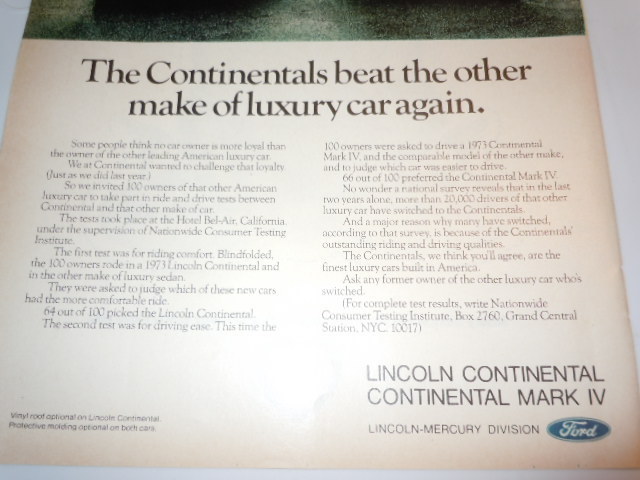 The Continentals beat the other
make of luxury car again.
Some people think no car owner is more loyal than
the owner of the other leading American luxury car.
We at Continental wanted to challenge that loyalty.
(Just as we did last year.)
So we invited 100 owners of that other American
luxury car to take part in ride and drive tests between
Continental and that other make of car.
The tests took place at the Hotel Bel-Air, California,
under the supervision of Nationwide Consumer Testing
Institute.
The first test was for riding comfort. Blindfolded,
the 100 owners rode in a 1973 Lincoln Continental and
in the other make of luxury sedan.
They were asked to judge which of these new cars
had the more comfortable ride.
64 out of 100 picked the Lincoln Continental.
The second test was for driving ease. This time the
100 owners were asked to drive a 1973 Continental
Mark IV, and the comparable model of the other make,
and to judge which car was easier to drive.
66 out of 100 preferred the Continental Mark IV.
No wonder a national survey reveals that in the last
two years alone, more than 20,000 drivers of that other
luxury car have switched to the Continentals.
And a major reason why many have switched,
according to that survey, is because of the Continentals'
outstanding riding and driving qualities.
The Continentals, we think you'll agree, are the
finest luxury cars built in America.
Ask any former owner of the other luxury car who's
switched.
(For complete test results, write Nationwide
Consumer Testing Institute, Box 2760, Grand Central
Station, NYC. 10017)
LINCOLN CONTINENTAL
CONTINENTAL MARK IV
LINCOLN-MERCURY DIVISION Ford
Vinyl roof optional on Lincoln Continental.
Protective molding optional on both cars.